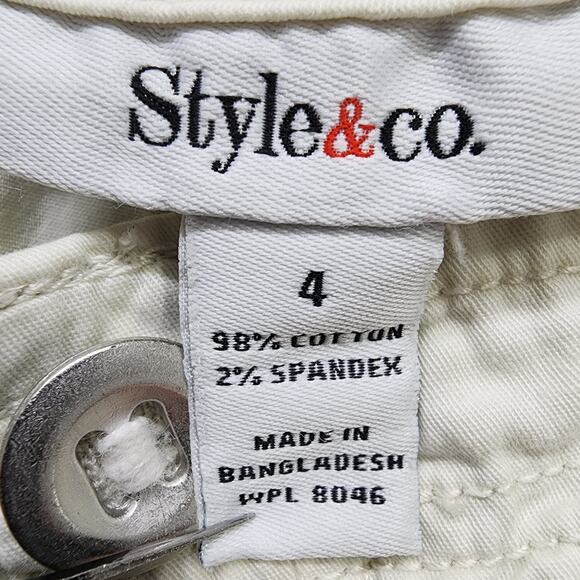 Style&co.
4
98% COTTON
2% SPANDEX
MADE IN
BANGLADESH
WPL 8046